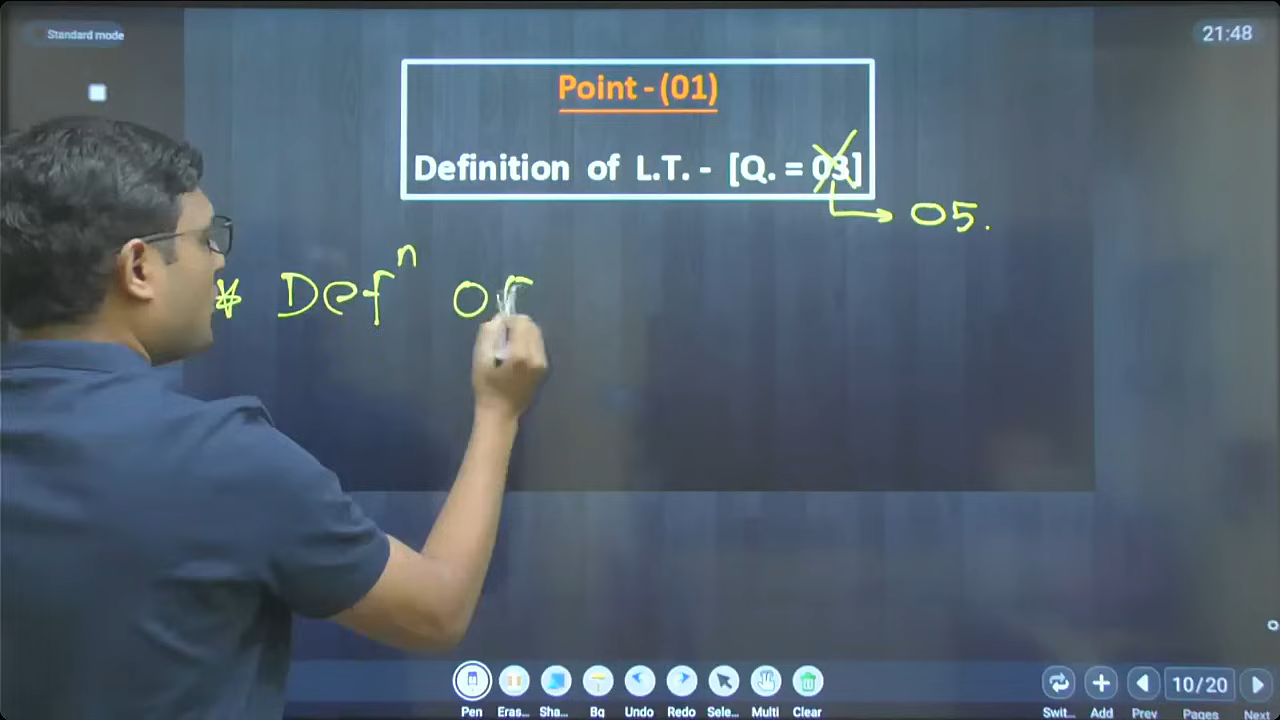 Standard mode
21:48
Point - (01)
Definition of L.T. - [Q. = 03]
05.
* Defⁿ of
Pen Eras... Sha... Bg Undo Redo Sele... Multi Clear
Swit... Add Prev 10/20 Pages Next